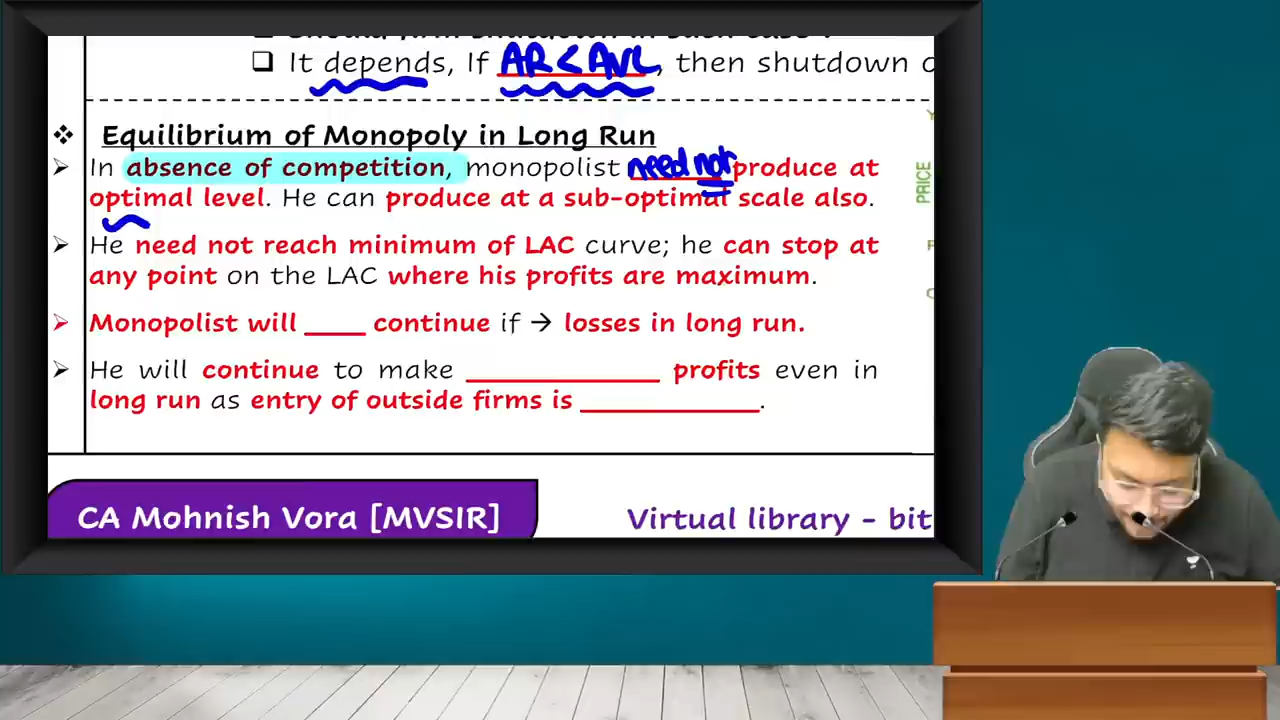 ❑ It depends, If AR < AVC, then shutdown
❖ Equilibrium of Monopoly in Long Run
➢ In absence of competition, monopolist need not produce at
optimal level. He can produce at a sub-optimal scale also.
➢ He need not reach minimum of LAC curve; he can stop at
any point on the LAC where his profits are maximum.
➢ Monopolist will ____ continue if → losses in long run.
➢ He will continue to make _____________ profits even in
long run as entry of outside firms is ____________.
PRICE
CA Mohnish Vora [MVSIR]
Virtual library - bit